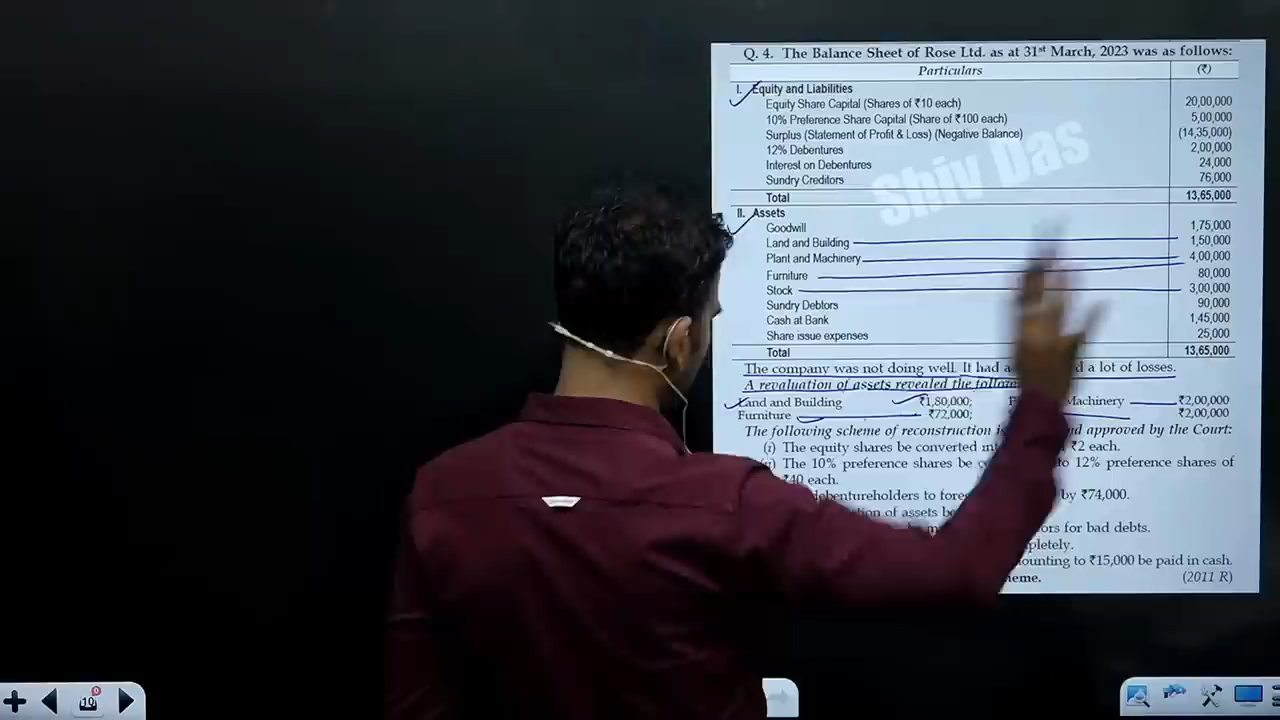 Q. 4. The Balance Sheet of Rose Ltd. as at 31st March, 2023 was as follows:
Particulars (₹)
I. Equity and Liabilities
Equity Share Capital (Shares of ₹10 each) 20,00,000
10% Preference Share Capital (Share of ₹100 each) 5,00,000
Surplus (Statement of Profit & Loss) (Negative Balance) (14,35,000)
12% Debentures 2,00,000
Interest on Debentures 24,000
Sundry Creditors 76,000
Total 13,65,000
II. Assets
Goodwill 1,75,000
Land and Building 1,50,000
Plant and Machinery 4,00,000
Furniture 80,000
Stock 3,00,000
Sundry Debtors 90,000
Cash at Bank 1,45,000
Share issue expenses 25,000
Total 13,65,000
Shiv Das
The company was not doing well. It had a lot of losses.
A revaluation of assets revealed the
Land and Building ₹1,80,000; Machinery ₹2,00,000
Furniture ₹72,000; ₹2,00,000
The following scheme of reconstruction and approved by the Court:
(i) The equity shares be converted ₹2 each.
The 10% preference shares be to 12% preference shares of
₹40 each.
debentureholders to by ₹74,000.
of assets
for bad debts.
₹15,000 be paid in cash.
(2011 R)
10
0